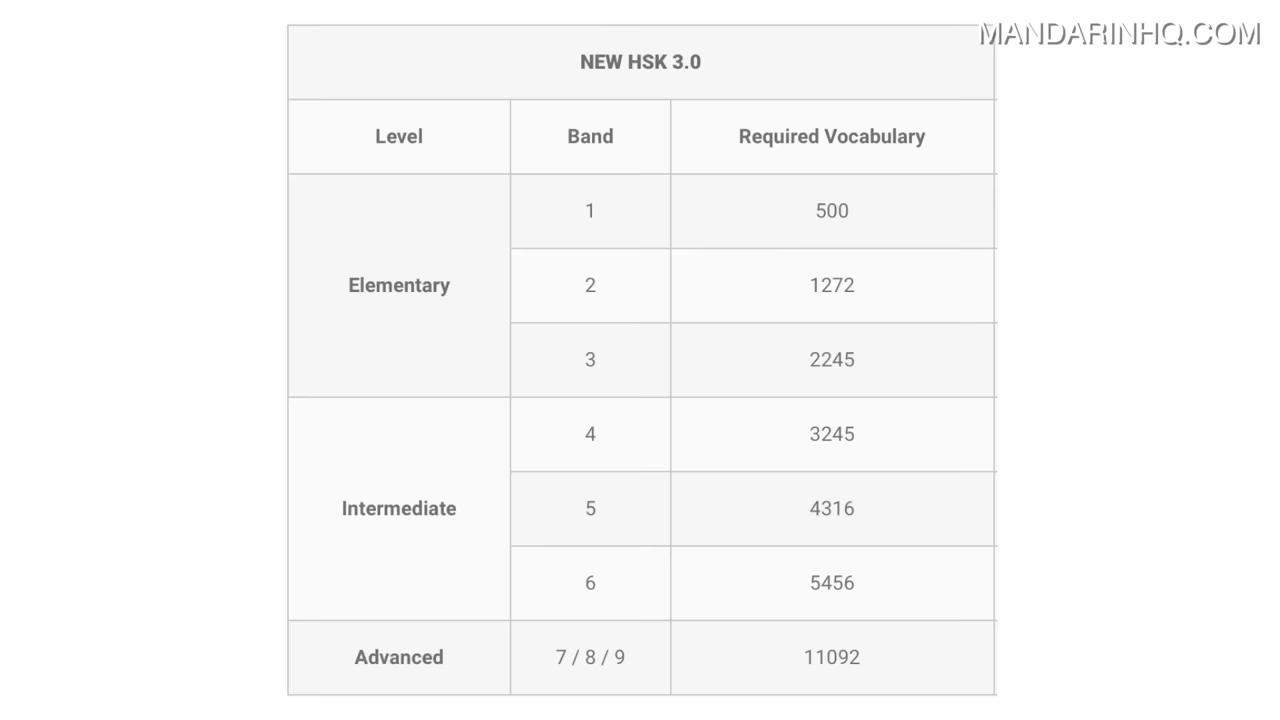 MANDARINHQ.COM
NEW HSK 3.0
Level Band Required Vocabulary
Elementary
1 500
2 1272
3 2245
Intermediate
4 3245
5 4316
6 5456
Advanced 7 / 8 / 9 11092